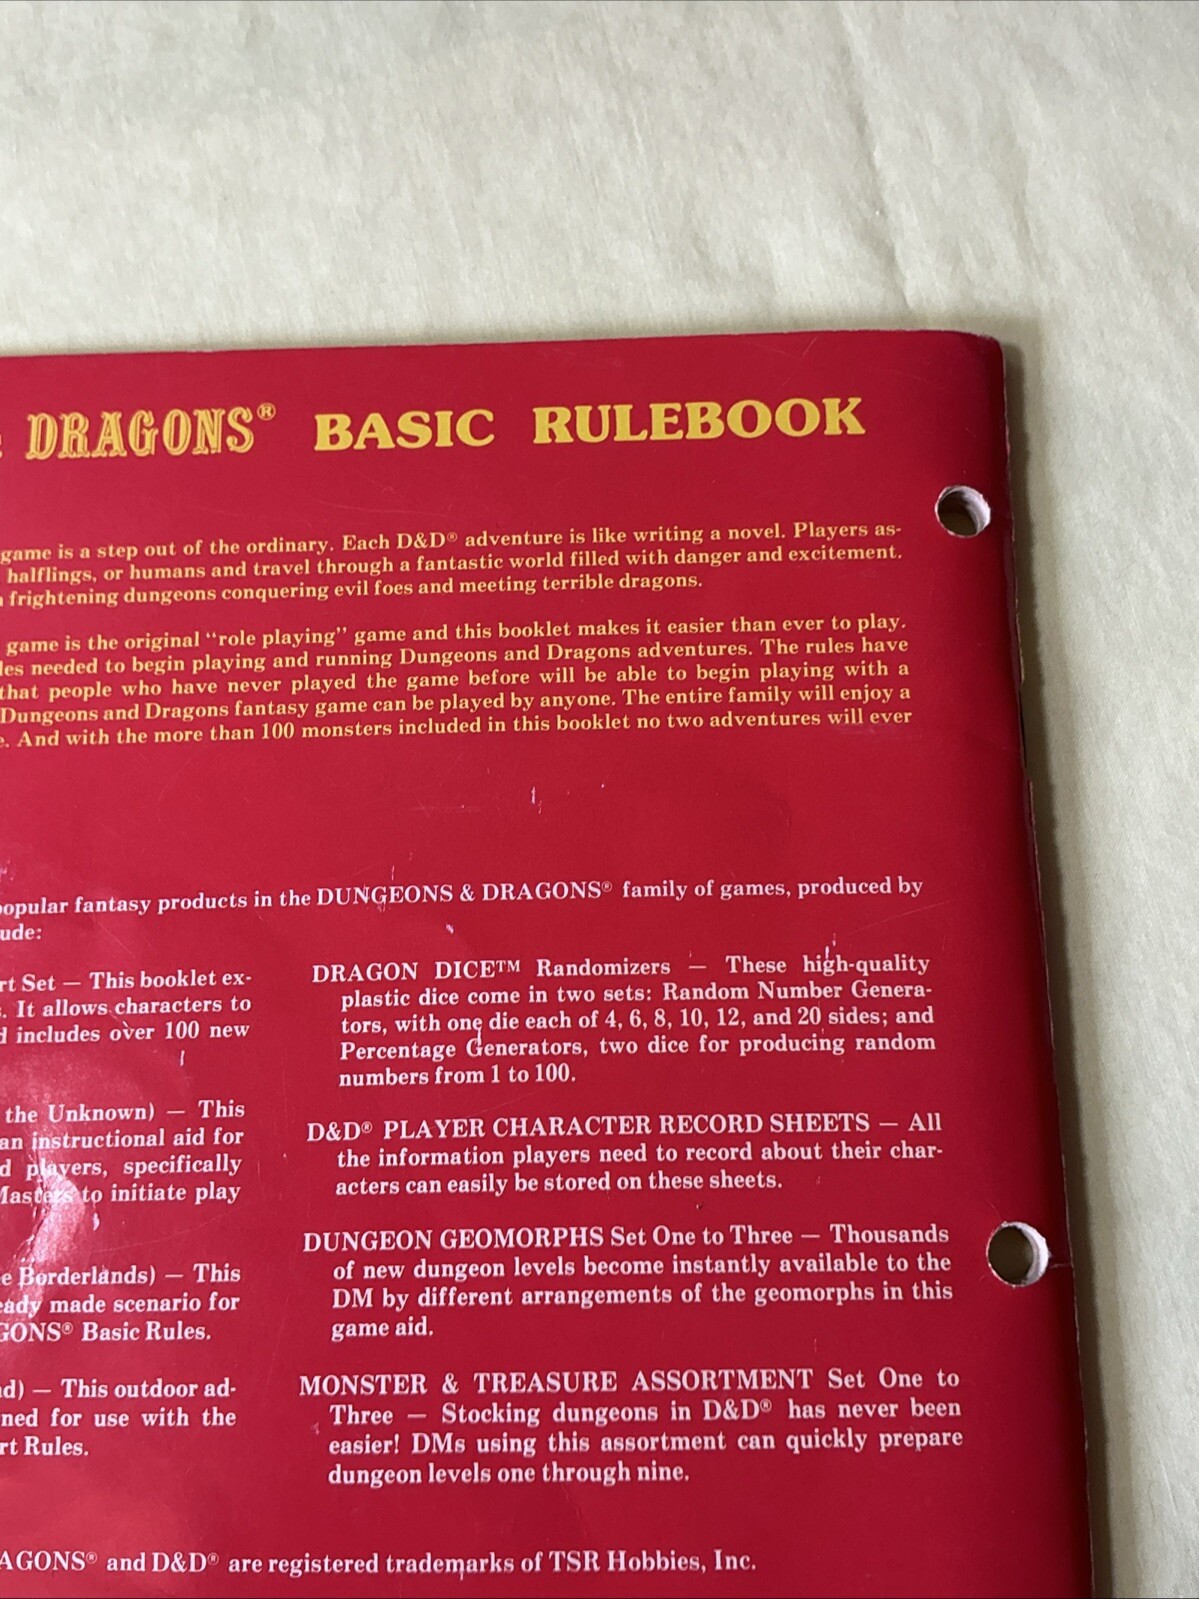 DRAGONS® BASIC RULEBOOK
game is a step out of the ordinary. Each D&D® adventure is like writing a novel. Players as-
halflings, or humans and travel through a fantastic world filled with danger and excitement.
frightening dungeons conquering evil foes and meeting terrible dragons.
game is the original "role playing" game and this booklet makes it easier than ever to play.
les needed to begin playing and running Dungeons and Dragons adventures. The rules have
that people who have never played the game before will be able to begin playing with a
Dungeons and Dragons fantasy game can be played by anyone. The entire family will enjoy a
e. And with the more than 100 monsters included in this booklet no two adventures will ever
popular fantasy products in the DUNGEONS & DRAGONS® family of games, produced by
ude:
rt Set — This booklet ex-
. It allows characters to
d includes over 100 new
the Unknown) — This
an instructional aid for
d players, specifically
Masters to initiate play
e Borderlands) — This
eady made scenario for
GONS® Basic Rules.
nd) — This outdoor ad-
ned for use with the
rt Rules.
DRAGON DICE™ Randomizers — These high-quality
plastic dice come in two sets: Random Number Genera-
tors, with one die each of 4, 6, 8, 10, 12, and 20 sides; and
Percentage Generators, two dice for producing random
numbers from 1 to 100.
D&D® PLAYER CHARACTER RECORD SHEETS — All
the information players need to record about their char-
acters can easily be stored on these sheets.
DUNGEON GEOMORPHS Set One to Three — Thousands
of new dungeon levels become instantly available to the
DM by different arrangements of the geomorphs in this
game aid.
MONSTER & TREASURE ASSORTMENT Set One to
Three — Stocking dungeons in D&D® has never been
easier! DMs using this assortment can quickly prepare
dungeon levels one through nine.
AGONS® and D&D® are registered trademarks of TSR Hobbies, Inc.